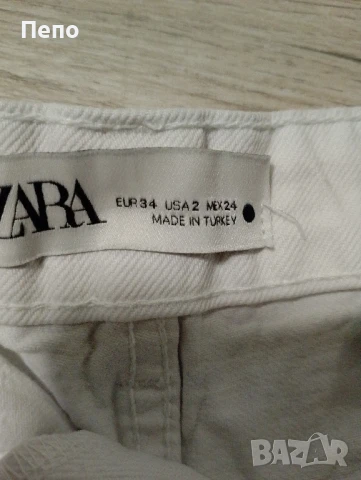 Пепо
ZARA
EUR 34 USA 2 MEX 24
MADE IN TURKEY
BAZAR